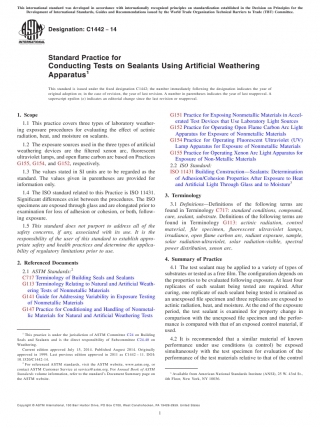 This international standard was developed in accordance with internationally recognized principles on standardization established in the Decision on Principles for the
Development of International Standards, Guides and Recommendations issued by the World Trade Organization Technical Barriers to Trade (TBT) Committee.
Designation: C1442 − 14
Standard Practice for
Conducting Tests on Sealants Using Artificial Weathering
Apparatus1
This standard is issued under the fixed designation C1442; the number immediately following the designation indicates the year of
original adoption or, in the case of revision, the year of last revision. A number in parentheses indicates the year of last reapproval. A
superscript epsilon (ε) indicates an editorial change since the last revision or reapproval.
1. Scope
1.1 This practice covers three types of laboratory weather-
ing exposure procedures for evaluating the effect of actinic
radiation, heat, and moisture on sealants.
1.2 The exposure sources used in the three types of artificial
weathering devices are the filtered xenon arc, fluorescent
ultraviolet lamps, and open flame carbon arc based on Practices
G155, G154, and G152, respectively.
1.3 The values stated in SI units are to be regarded as the
standard. The values given in parentheses are provided for
information only.
1.4 The ISO standard related to this Practice is ISO 11431.
Significant differences exist between the procedures. The ISO
specimens are exposed through glass and are elongated prior to
examination for loss of adhesion or cohesion, or both, follow-
ing exposure.
1.5 This standard does not purport to address all of the
safety concerns, if any, associated with its use. It is the
responsibility of the user of this standard to establish appro-
priate safety and health practices and determine the applica-
bility of regulatory limitations prior to use.
2. Referenced Documents
2.1 ASTM Standards:2
C717 Terminology of Building Seals and Sealants
G113 Terminology Relating to Natural and Artificial Weath-
ering Tests of Nonmetallic Materials
G141 Guide for Addressing Variability in Exposure Testing
of Nonmetallic Materials
G147 Practice for Conditioning and Handling of Nonmetal-
lic Materials for Natural and Artificial Weathering Tests
1 This practice is under the jurisdiction of ASTM Committee C24 on Building
Seals and Sealants and is the direct responsibility of Subcommittee C24.40 on
Weathering.
Current edition approved July 15, 2014. Published August 2014. Originally
approved in 1999. Last previous edition approved in 2011 as C1442 – 11. DOI:
10.1520/C1442-14.
2 For referenced ASTM standards, visit the ASTM website, www.astm.org, or
contact ASTM Customer Service at service@astm.org. For Annual Book of ASTM
Standards volume information, refer to the standard's Document Summary page on
the ASTM website.
G151 Practice for Exposing Nonmetallic Materials in Accel-
erated Test Devices that Use Laboratory Light Sources
G152 Practice for Operating Open Flame Carbon Arc Light
Apparatus for Exposure of Nonmetallic Materials
G154 Practice for Operating Fluorescent Ultraviolet (UV)
Lamp Apparatus for Exposure of Nonmetallic Materials
G155 Practice for Operating Xenon Arc Light Apparatus for
Exposure of Non-Metallic Materials
2.2 ISO Standard:
ISO 11431 Building Construction—Sealants: Determination
of Adhesion/Cohesion Properties After Exposure to Heat
and Artificial Light Through Glass and to Moisture3
3. Terminology
3.1 Definitions—Definitions of the following terms are
found in Terminology C717: standard conditions, compound,
cure, sealant, substrate. Definitions of the following terms are
found in Terminology G113: actinic radiation, control
material, file specimen, fluorescent ultraviolet lamps,
irradiance, open flame carbon arc, radiant exposure, sample,
solar radiation-ultraviolet, solar radiation-visible, spectral
power distribution, xenon arc.
4. Summary of Practice
4.1 The test sealant may be applied to a variety of types of
substrates or tested as a free film. The configuration depends on
the properties to be evaluated following exposure. At least four
replicates of each sealant being tested are required. After
curing, one replicate of each sealant being tested is retained as
an unexposed file specimen and three replicates are exposed to
actinic radiation, heat, and moisture. At the end of the exposure
period, the test sealant is examined for property change in
comparison with the unexposed file specimen and the perfor-
mance is compared with that of an exposed control material, if
used.
4.2 It is recommended that a similar material of known
performance under use conditions (a control) be exposed
simultaneously with the test specimen for evaluation of the
performance of the test materials relative to that of the control
3 Available from American National Standards Institute (ANSI), 25 W. 43rd St.,
4th Floor, New York, NY 10036.
Copyright © ASTM International, 100 Barr Harbor Drive, PO Box C700, West Conshohocken, PA 19428-2959. United States
1